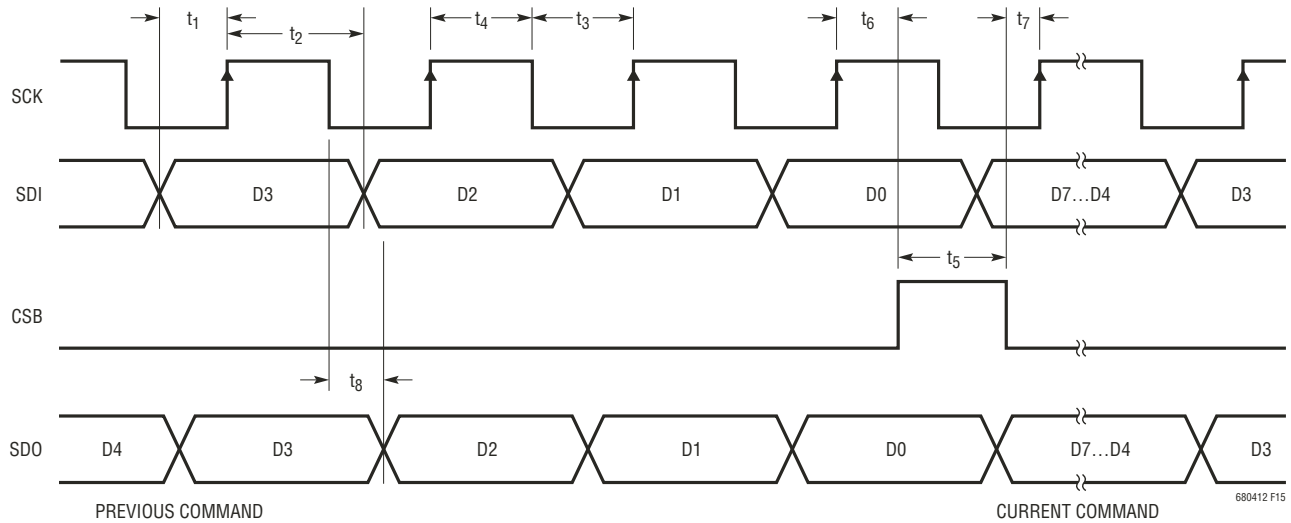 t1 t2 t4 t3 t6 t7
SCK
SDI D3 D2 D1 D0 D7...D4 D3
t5
CSB
t8
SDO D4 D3 D2 D1 D0 D7...D4 D3
680412 F15
PREVIOUS COMMAND CURRENT COMMAND